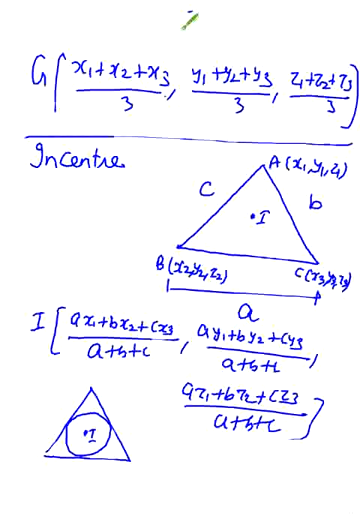 G[(x₁+x₂+x₃)/3, (y₁+y₂+y₃)/3, (z₁+z₂+z₃)/3]
Incentre
A(x₁,y₁,z₁)
c
b
•I
B(x₂,y₂,z₂)
C(x₃,y₃,z₃)
a
I[(ax₁+bx₂+cx₃)/(a+b+c), (ay₁+by₂+cy₃)/(a+b+c),
(az₁+bz₂+cz₃)/(a+b+c)]
•I